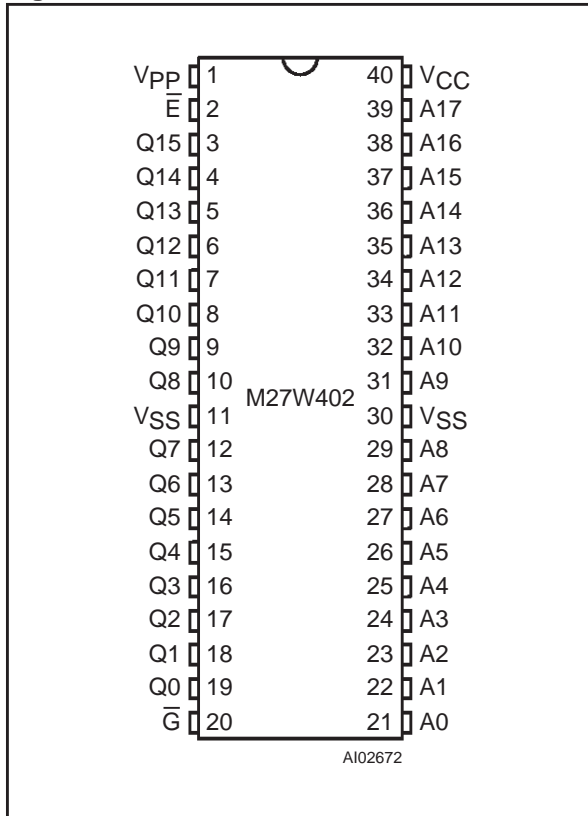 VPP 1 40 VCC
E 2 39 A17
Q15 3 38 A16
Q14 4 37 A15
Q13 5 36 A14
Q12 6 35 A13
Q11 7 34 A12
Q10 8 33 A11
Q9 9 32 A10
Q8 10 31 A9
M27W402
VSS 11 30 VSS
Q7 12 29 A8
Q6 13 28 A7
Q5 14 27 A6
Q4 15 26 A5
Q3 16 25 A4
Q2 17 24 A3
Q1 18 23 A2
Q0 19 22 A1
G 20 21 A0
AI02672